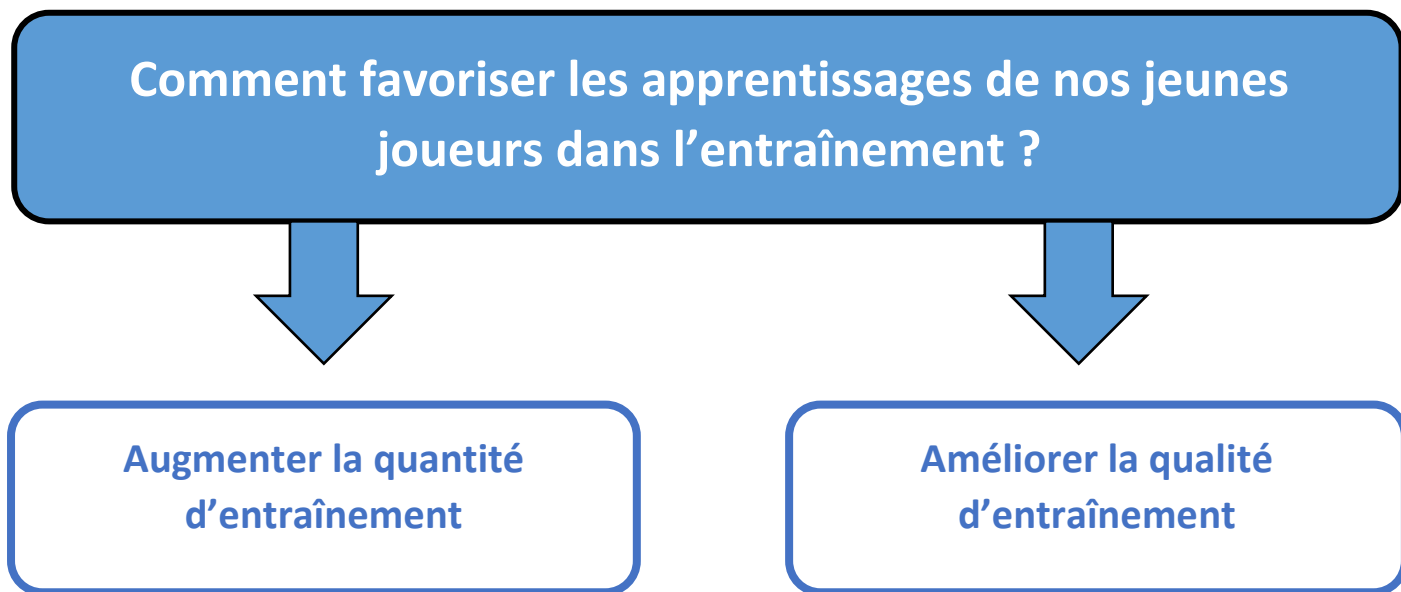 Comment favoriser les apprentissages de nos jeunes
joueurs dans l’entraînement ?
Augmenter la quantité
d’entraînement
Améliorer la qualité
d’entraînement